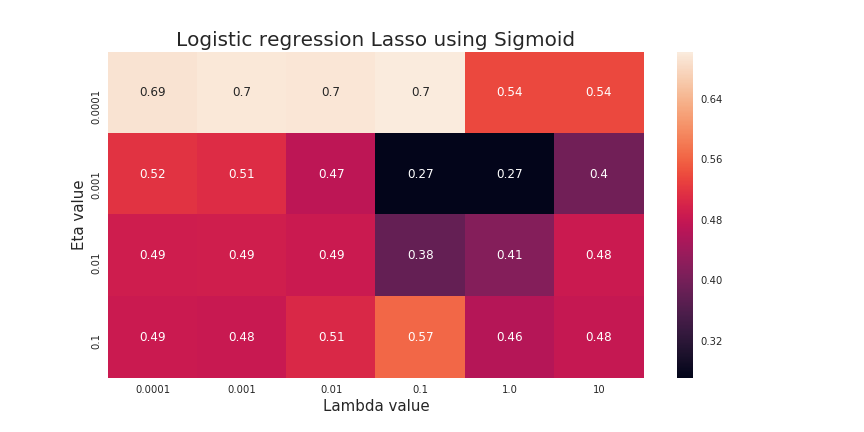 Logistic regression Lasso using Sigmoid
Eta value
0.0001
0.69 0.7 0.7 0.7 0.54 0.54
0.001
0.52 0.51 0.47 0.27 0.27 0.4
0.01
0.49 0.49 0.49 0.38 0.41 0.48
0.1
0.49 0.48 0.51 0.57 0.46 0.48
0.0001 0.001 0.01 0.1 1.0 10
Lambda value
0.64
0.56
0.48
0.40
0.32